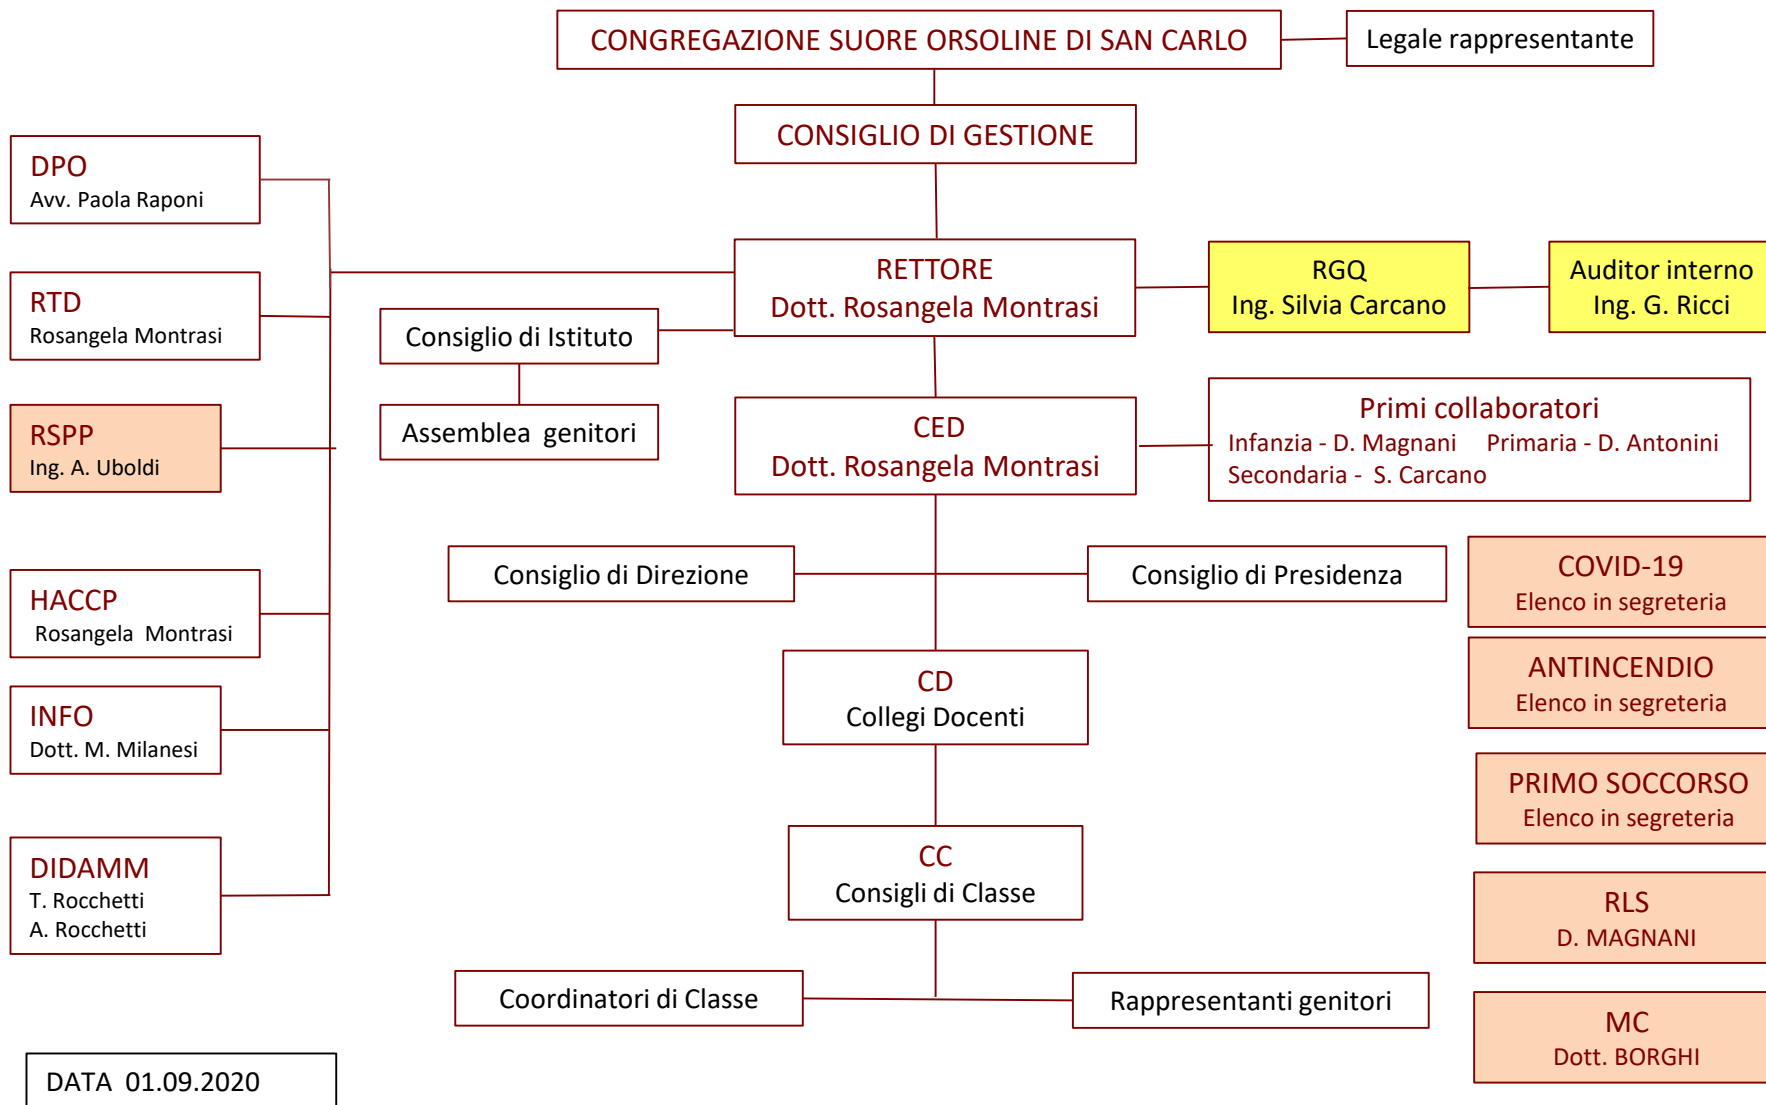 CONGREGAZIONE SUORE ORSOLINE DI SAN CARLO
Legale rappresentante
CONSIGLIO DI GESTIONE
DPO
Avv. Paola Raponi
RETTORE
Dott. Rosangela Montrasi
RGQ
Ing. Silvia Carcano
Auditor interno
Ing. G. Ricci
RTD
Rosangela Montrasi
Consiglio di Istituto
Assemblea genitori
CED
Dott. Rosangela Montrasi
Primi collaboratori
Infanzia - D. Magnani Primaria - D. Antonini
Secondaria - S. Carcano
RSPP
Ing. A. Uboldi
Consiglio di Direzione
Consiglio di Presidenza
COVID-19
Elenco in segreteria
HACCP
Rosangela Montrasi
ANTINCENDIO
Elenco in segreteria
CD
Collegi Docenti
INFO
Dott. M. Milanesi
PRIMO SOCCORSO
Elenco in segreteria
DIDAMM
T. Rocchetti
A. Rocchetti
CC
Consigli di Classe
RLS
D. MAGNANI
Coordinatori di Classe
Rappresentanti genitori
MC
Dott. BORGHI
DATA 01.09.2020